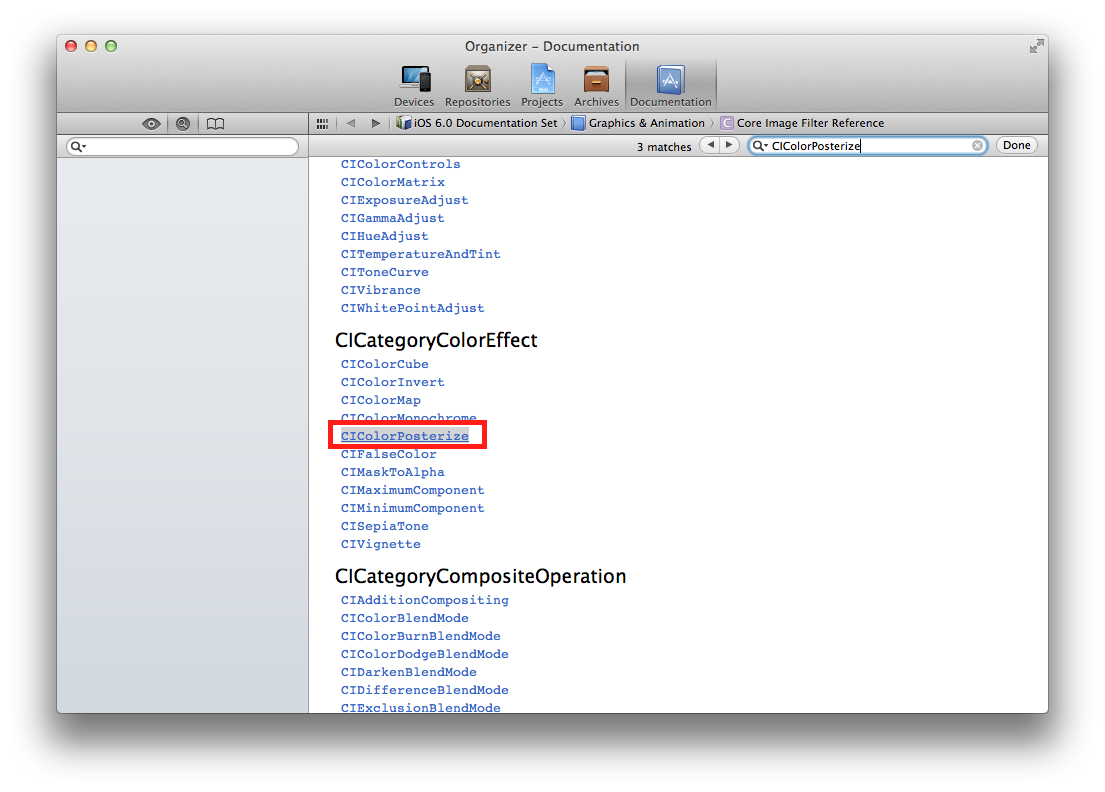 Organizer – Documentation
Devices Repositories Projects Archives Documentation
iOS 6.0 Documentation Set Graphics & Animation C Core Image Filter Reference
3 matches CIColorPosterize Done
CIColorControls
CIColorMatrix
CIExposureAdjust
CIGammaAdjust
CIHueAdjust
CITemperatureAndTint
CIToneCurve
CIVibrance
CIWhitePointAdjust
CICategoryColorEffect
CIColorCube
CIColorInvert
CIColorMap
CIColorMonochrome
CIColorPosterize
CIFalseColor
CIMaskToAlpha
CIMaximumComponent
CIMinimumComponent
CISepiaTone
CIVignette
CICategoryCompositeOperation
CIAdditionCompositing
CIColorBlendMode
CIColorBurnBlendMode
CIColorDodgeBlendMode
CIDarkenBlendMode
CIDifferenceBlendMode
CIExclusionBlendMode